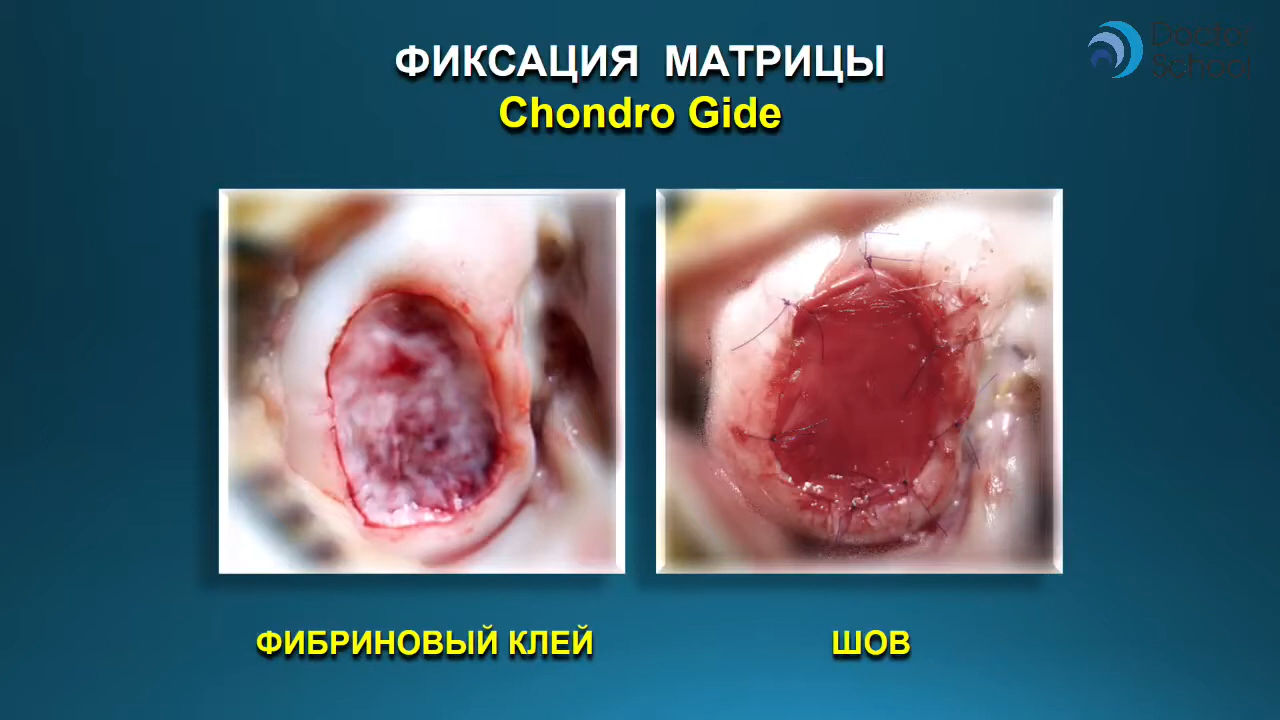 Doctor
School
ФИКСАЦИЯ МАТРИЦЫ
Chondro Gide
ФИБРИНОВЫЙ КЛЕЙ
ШОВ